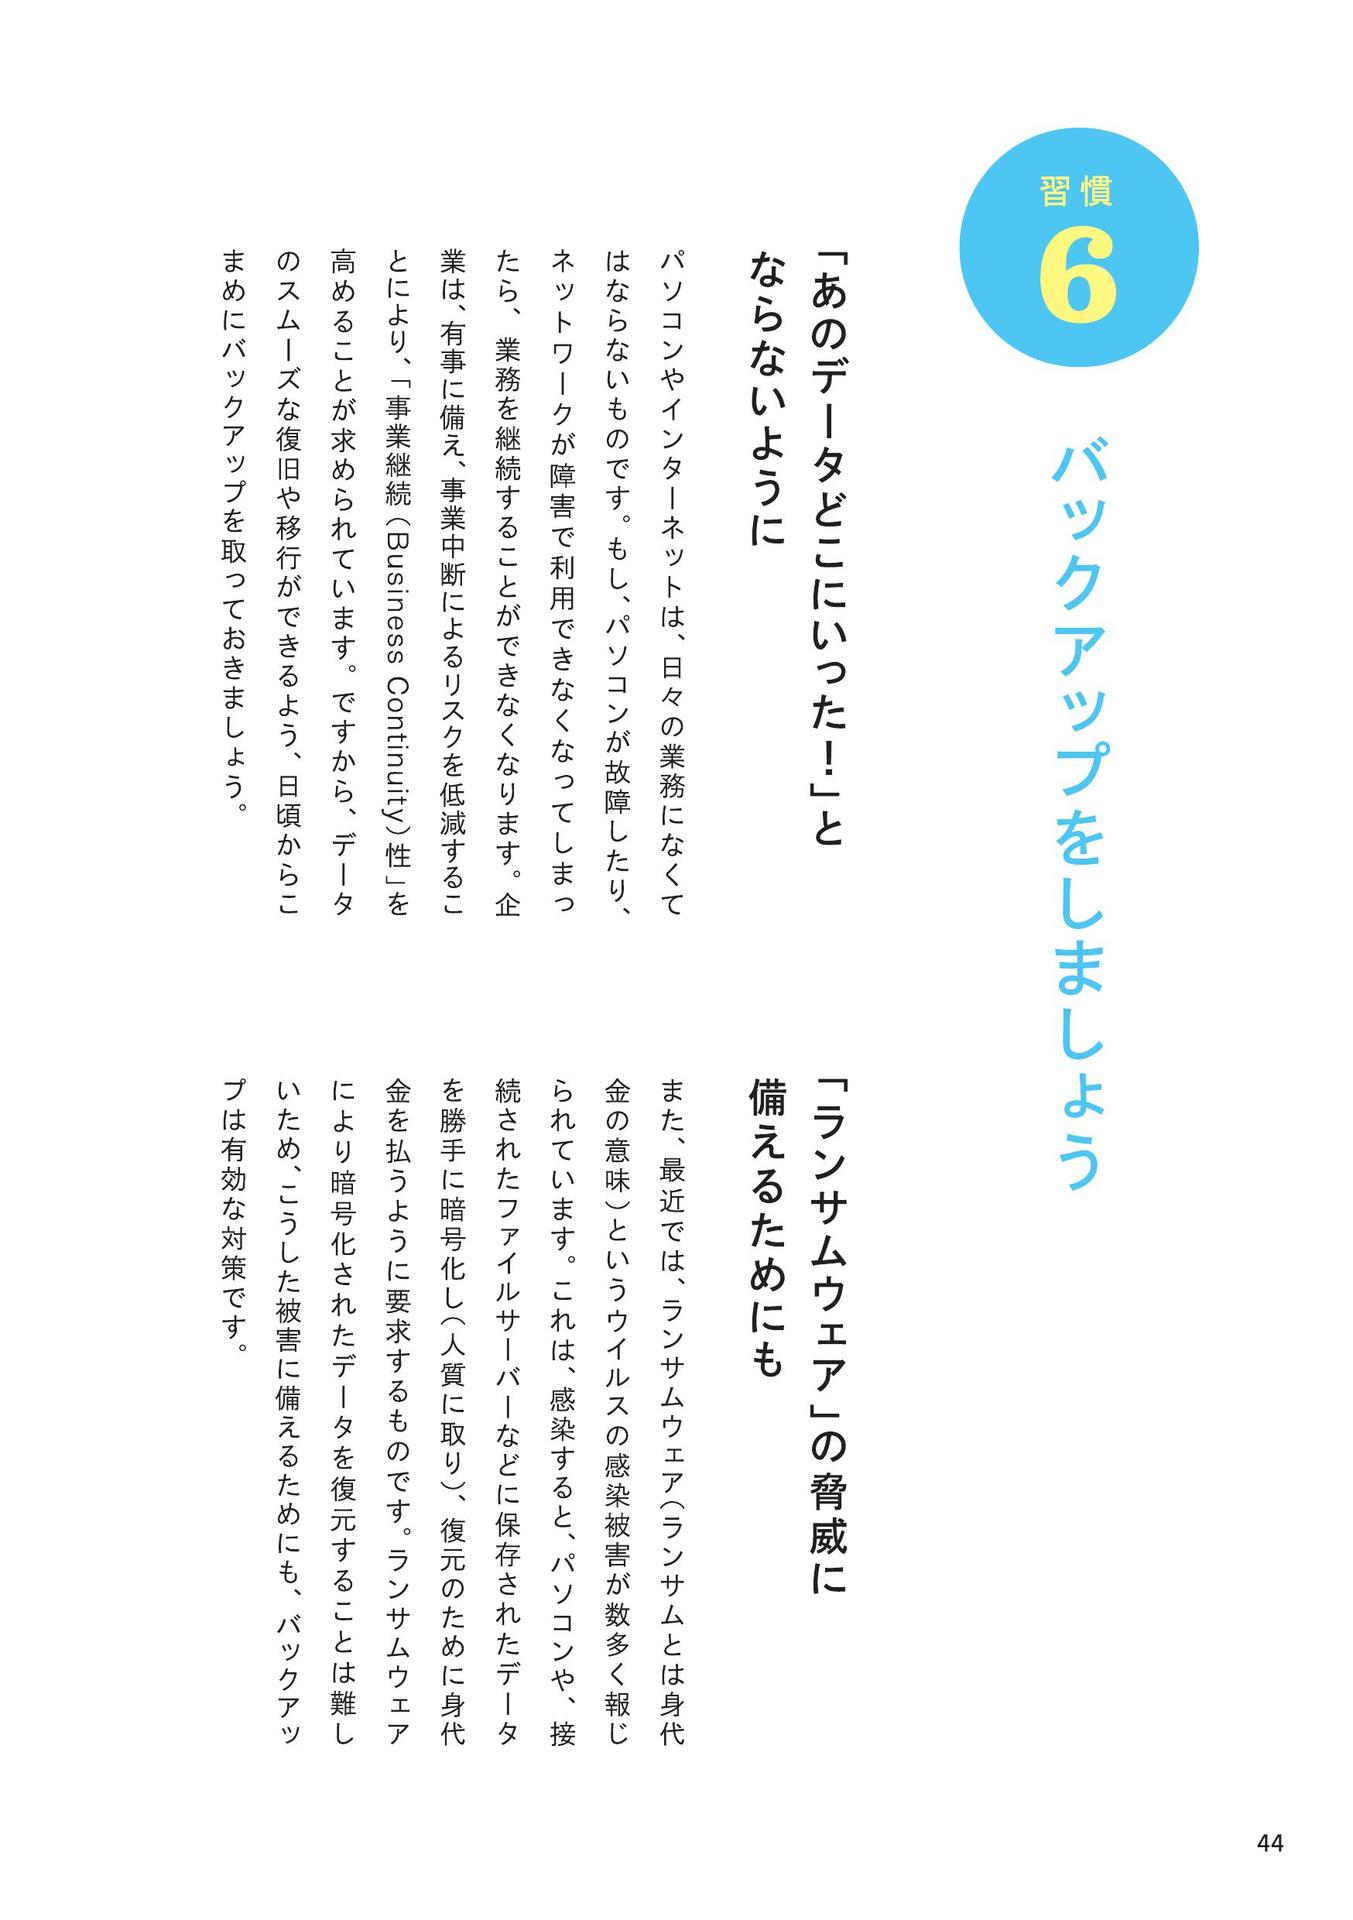 習慣
6
バックアップをしましょう
「あのデータどこにいった！」と
ならないように
パソコンやインターネットは、日々の業務になくて
はならないものです。もし、パソコンが故障したり、
ネットワークが障害で利用できなくなってしまっ
たら、業務を継続することができなくなります。企
業は、有事に備え、事業中断によるリスクを低減するこ
とにより、「事業継続（Business Continuity）性」を
高めることが求められています。ですから、データ
のスムーズな復旧や移行ができるよう、日頃からこ
まめにバックアップを取っておきましょう。
「ランサムウェア」の脅威に
備えるためにも
また、最近では、ランサムウェア（ランサムとは身代
金の意味）というウイルスの感染被害が数多く報じ
られています。これは、感染すると、パソコンや、接
続されたファイルサーバーなどに保存されたデータ
を勝手に暗号化し（人質に取り）、復元のために身代
金を払うように要求するものです。ランサムウェア
により暗号化されたデータを復元することは難し
いため、こうした被害に備えるためにも、バックアッ
プは有効な対策です。
44